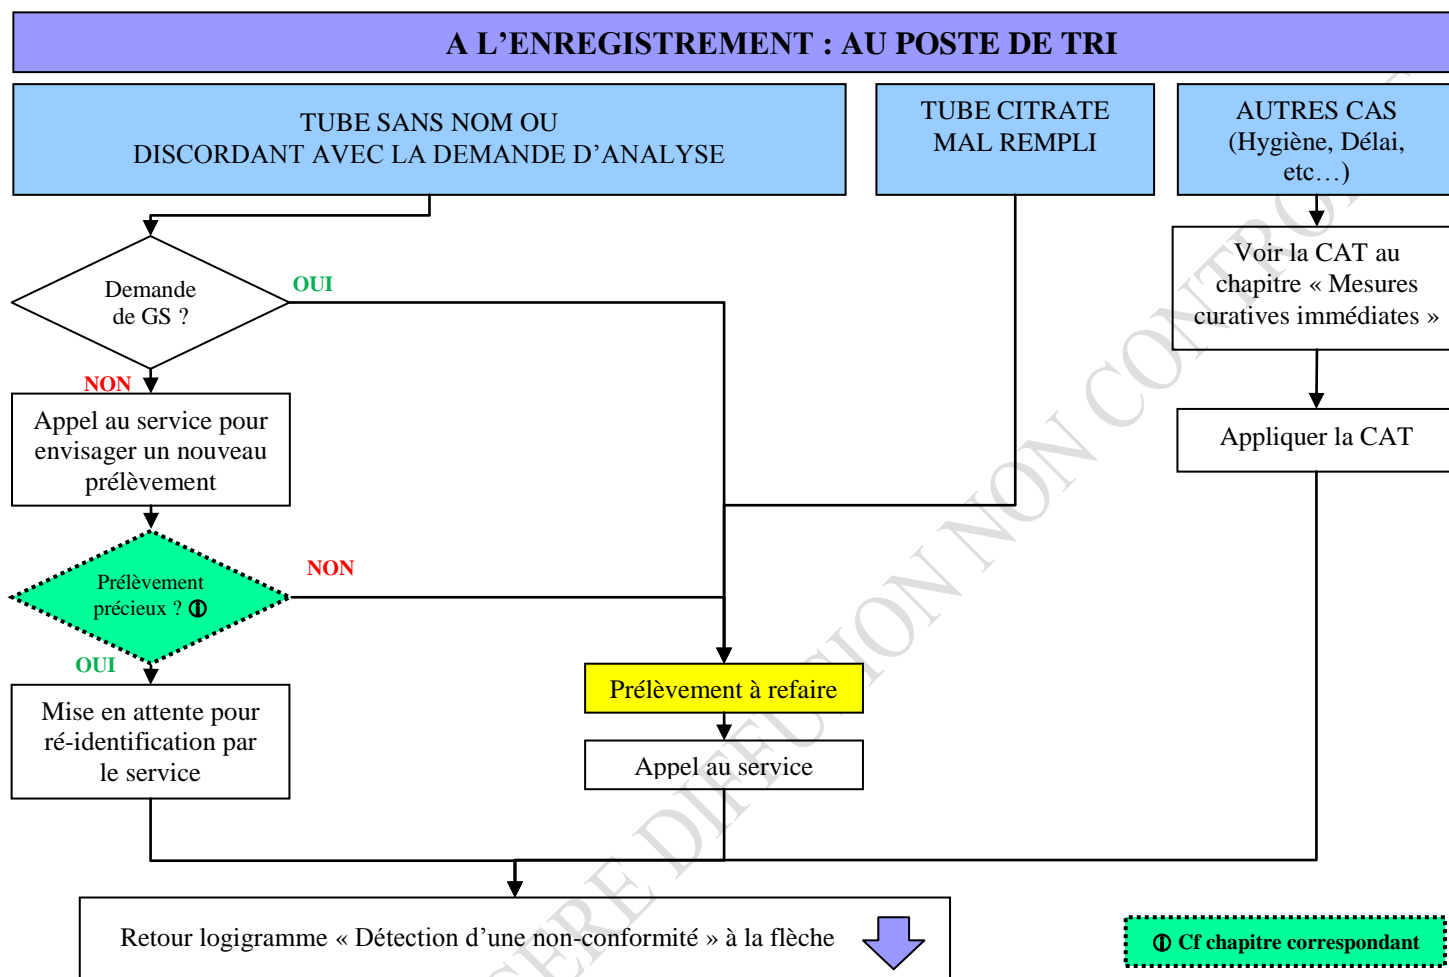 A L’ENREGISTREMENT : AU POSTE DE TRI
TUBE SANS NOM OU
DISCORDANT AVEC LA DEMANDE D’ANALYSE
TUBE CITRATE
MAL REMPLI
AUTRES CAS
(Hygiène, Délai,
etc…)
Demande
de GS ?
OUI
NON
Voir la CAT au
chapitre « Mesures
curatives immédiates »
Appel au service pour
envisager un nouveau
prélèvement
Appliquer la CAT
Prélèvement
précieux ? ①
NON
OUI
Mise en attente pour
ré-identification par
le service
Prélèvement à refaire
Appel au service
Retour logigramme « Détection d’une non-conformité » à la flèche
① Cf chapitre correspondant
DIFFUSION NON